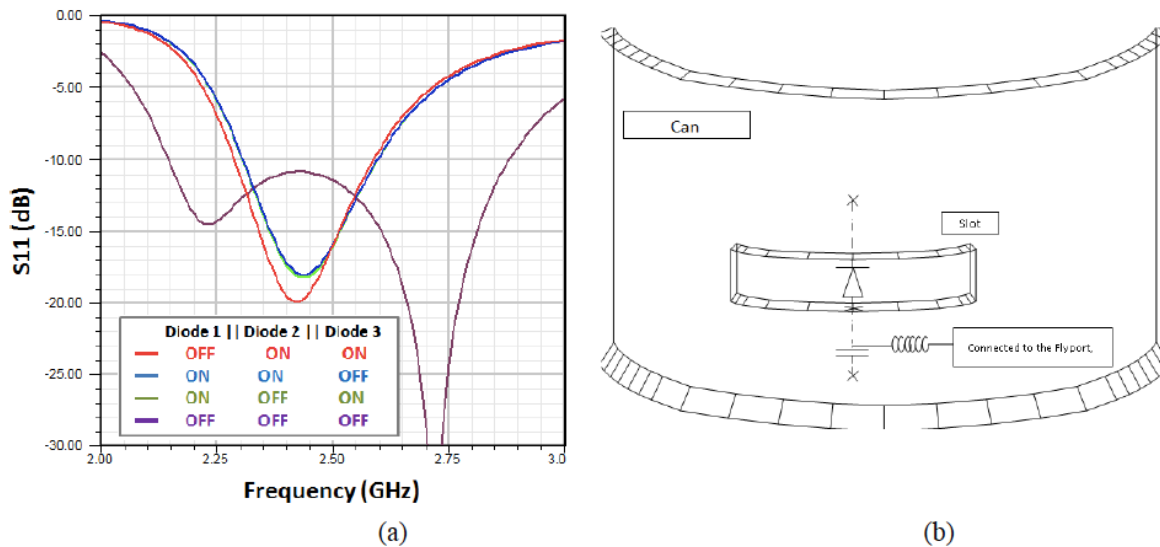 0.00
-5.00
-10.00
-15.00
-20.00
-25.00
-30.00
S11 (dB)
Diode 1 || Diode 2 || Diode 3
OFF ON ON
ON ON OFF
ON OFF ON
OFF OFF OFF
2.00 2.25 2.50 2.75 3.0
Frequency (GHz)
(a)
Can
Slot
Connected to the Flyport,
(b)